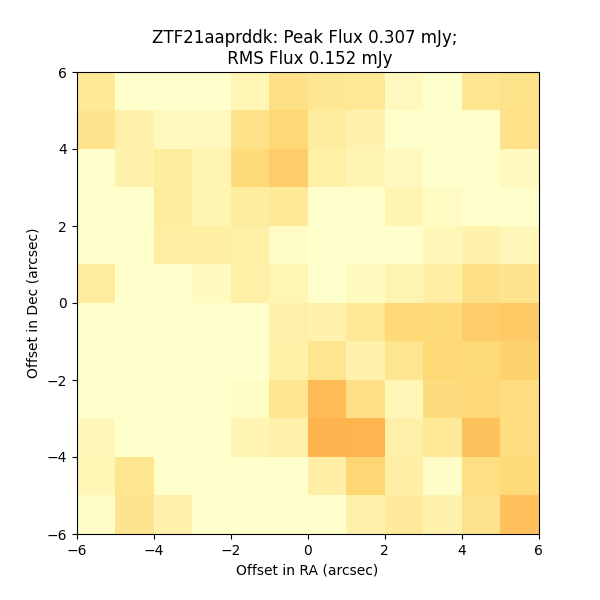 ZTF21aaprddk: Peak Flux 0.307 mJy;
RMS Flux 0.152 mJy
6
4
2
0
−2
−4
−6
Offset in Dec (arcsec)
−6 −4 −2 0 2 4 6
Offset in RA (arcsec)